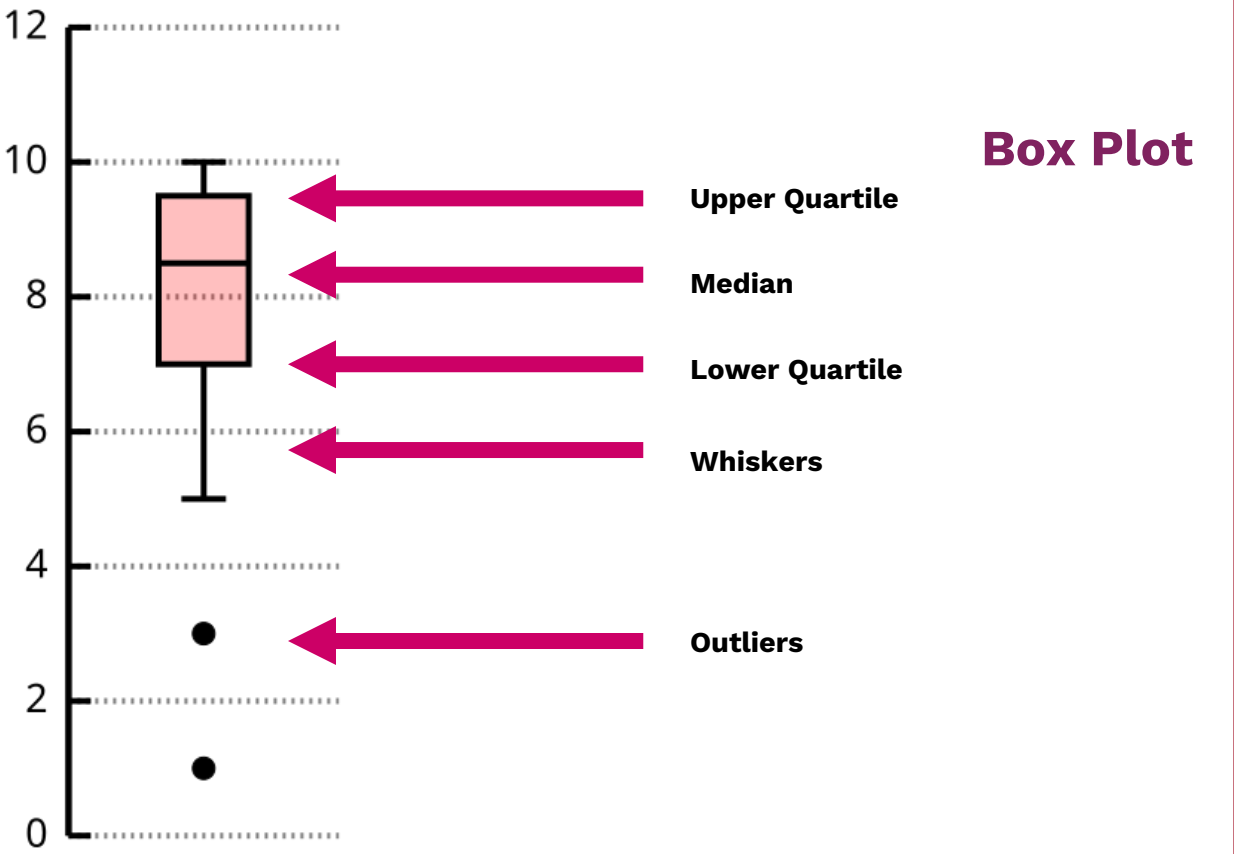 12
10
Box Plot
Upper Quartile
Median
8
Lower Quartile
6
Whiskers
4
Outliers
2
0